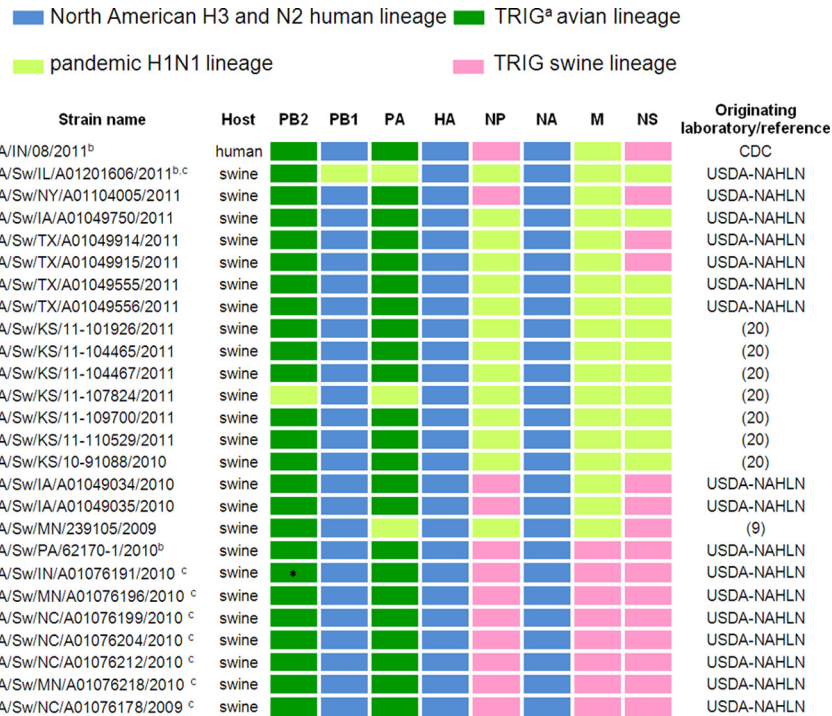 North American H3 and N2 human lineage TRIGᵃ avian lineage
pandemic H1N1 lineage TRIG swine lineage
Strain name Host PB2 PB1 PA HA NP NA M NS Originating laboratory/reference
A/IN/08/2011ᵇ human CDC
A/Sw/IL/A01201606/2011ᵇ,ᶜ swine USDA-NAHLN
A/Sw/NY/A01104005/2011 swine USDA-NAHLN
A/Sw/IA/A01049750/2011 swine USDA-NAHLN
A/Sw/TX/A01049914/2011 swine USDA-NAHLN
A/Sw/TX/A01049915/2011 swine USDA-NAHLN
A/Sw/TX/A01049555/2011 swine USDA-NAHLN
A/Sw/TX/A01049556/2011 swine USDA-NAHLN
A/Sw/KS/11-101926/2011 swine (20)
A/Sw/KS/11-104465/2011 swine (20)
A/Sw/KS/11-104467/2011 swine (20)
A/Sw/KS/11-107824/2011 swine (20)
A/Sw/KS/11-109700/2011 swine (20)
A/Sw/KS/11-110529/2011 swine (20)
A/Sw/KS/10-91088/2010 swine (20)
A/Sw/IA/A01049034/2010 swine USDA-NAHLN
A/Sw/IA/A01049035/2010 swine USDA-NAHLN
A/Sw/MN/239105/2009 swine (9)
A/Sw/PA/62170-1/2010ᵇ swine USDA-NAHLN
A/Sw/IN/A01076191/2010 ᶜ swine * USDA-NAHLN
A/Sw/MN/A01076196/2010 ᶜ swine USDA-NAHLN
A/Sw/NC/A01076199/2010 ᶜ swine USDA-NAHLN
A/Sw/NC/A01076204/2010 ᶜ swine USDA-NAHLN
A/Sw/NC/A01076212/2010 ᶜ swine USDA-NAHLN
A/Sw/MN/A01076218/2010 ᶜ swine USDA-NAHLN
A/Sw/NC/A01076178/2009 ᶜ swine USDA-NAHLN